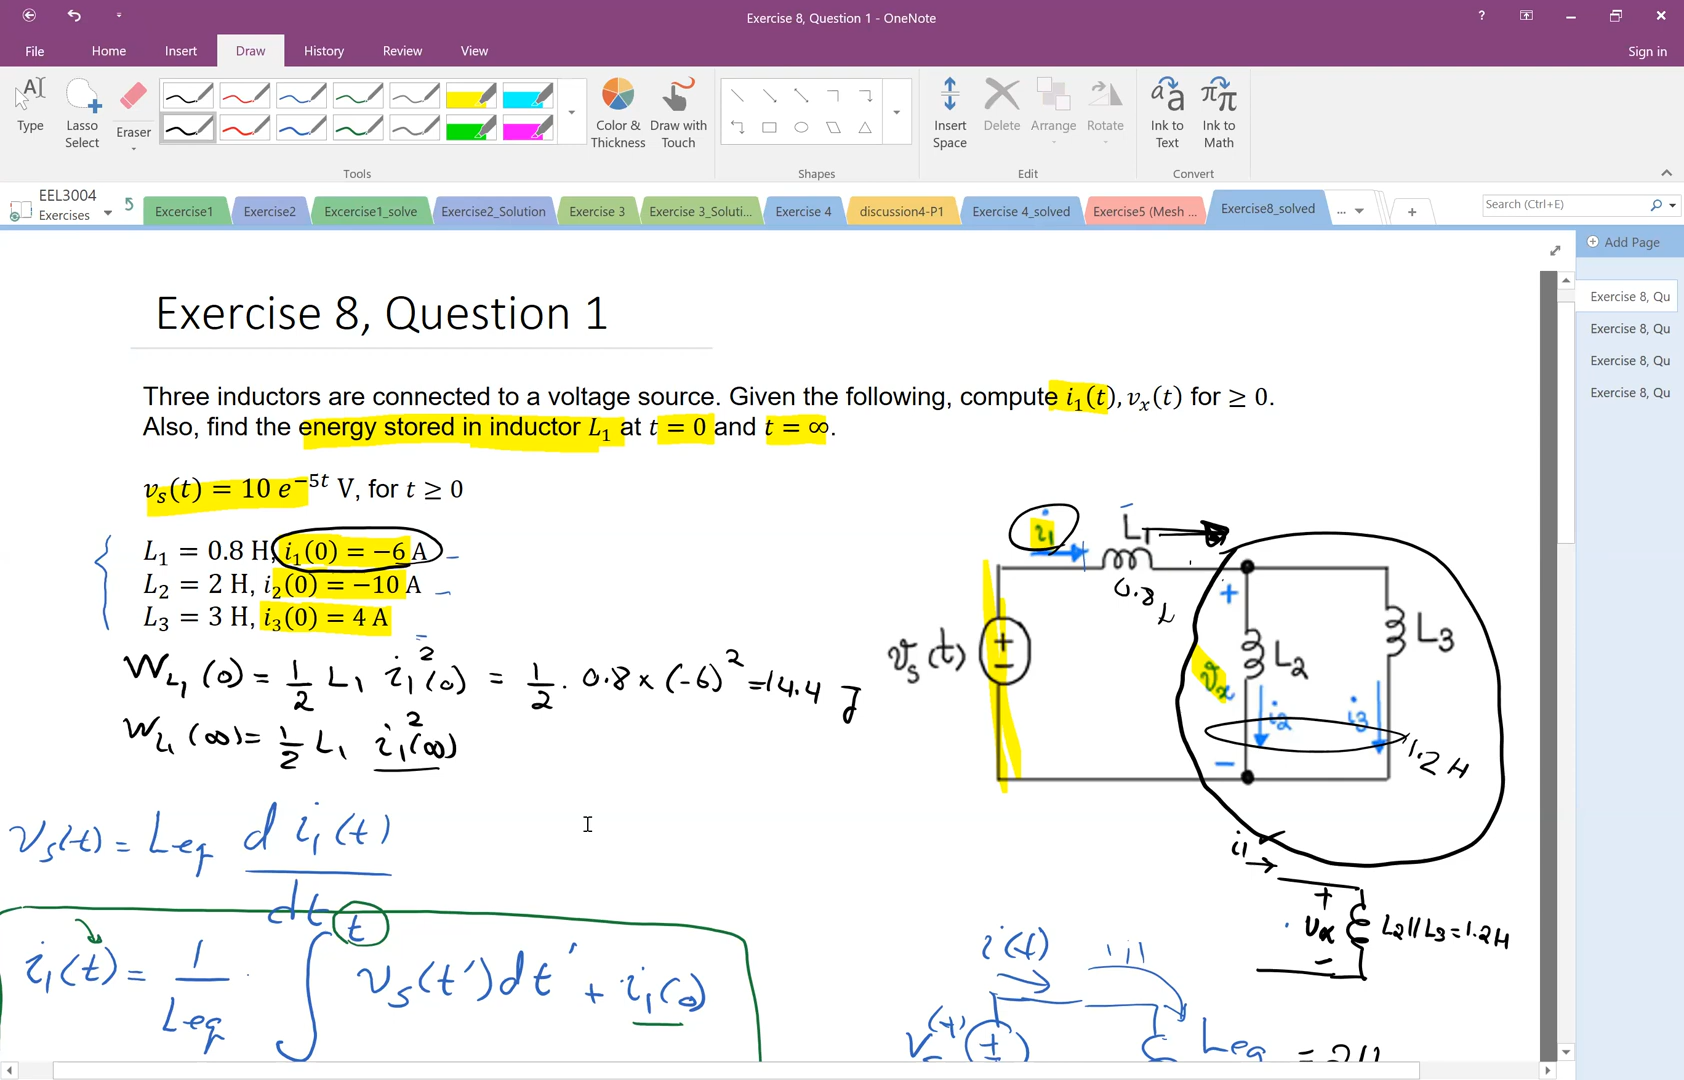 Exercise 8, Question 1 - OneNote
?
File Home Insert Draw History Review View Sign in
Type Lasso Select Eraser Color & Thickness Draw with Touch Insert Space Delete Arrange Rotate Ink to Text Ink to Math
Tools Shapes Edit Convert
EEL3004 Exercises
Excercise1 Exercise2 Excercise1_solve Exercise2_Solution Exercise 3 Exercise 3_Soluti... Exercise 4 discussion4-P1 Exercise 4_solved Exercise5 (Mesh ... Exercise8_solved ... + Search (Ctrl+E)
Add Page
Exercise 8, Qu
Exercise 8, Qu
Exercise 8, Qu
Exercise 8, Qu
Exercise 8, Question 1
Three inductors are connected to a voltage source. Given the following, compute i₁(t), vₓ(t) for ≥ 0.
Also, find the energy stored in inductor L₁ at t = 0 and t = ∞.
vₛ(t) = 10 e⁻⁵ᵗ V, for t ≥ 0
L₁ = 0.8 H, i₁(0) = −6 A
L₂ = 2 H, i₂(0) = −10 A
L₃ = 3 H, i₃(0) = 4 A
W_L₁ (0) = 1/2 L₁ i₁²(0) = 1/2 · 0.8 × (-6)² = 14.4 J
W_L₁ (∞) = 1/2 L₁ i₁²(∞)
vₛ(t) = Leq d i₁(t) / dt
i₁(t) = 1/Leq ∫ᵗ vₛ(t') dt' + i₁(0)
i₁
L₁
vₛ(t)
+
−
+
vₓ
−
L₂
L₃
i₂
i₃
1.2 H
i₁
+
vₓ
−
L₂||L₃ = 1.2H
i(t)
+
Leq